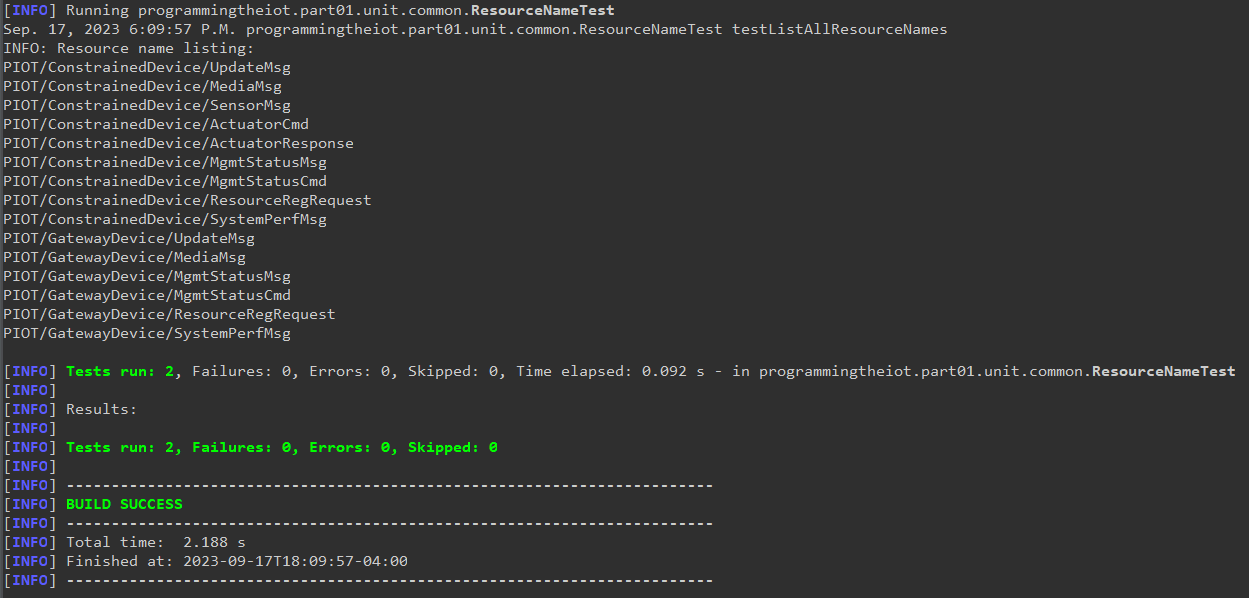 [INFO] Running programmingtheiot.part01.unit.common.ResourceNameTest
Sep. 17, 2023 6:09:57 P.M. programmingtheiot.part01.unit.common.ResourceNameTest testListAllResourceNames
INFO: Resource name listing:
PIOT/ConstrainedDevice/UpdateMsg
PIOT/ConstrainedDevice/MediaMsg
PIOT/ConstrainedDevice/SensorMsg
PIOT/ConstrainedDevice/ActuatorCmd
PIOT/ConstrainedDevice/ActuatorResponse
PIOT/ConstrainedDevice/MgmtStatusMsg
PIOT/ConstrainedDevice/MgmtStatusCmd
PIOT/ConstrainedDevice/ResourceRegRequest
PIOT/ConstrainedDevice/SystemPerfMsg
PIOT/GatewayDevice/UpdateMsg
PIOT/GatewayDevice/MediaMsg
PIOT/GatewayDevice/MgmtStatusMsg
PIOT/GatewayDevice/MgmtStatusCmd
PIOT/GatewayDevice/ResourceRegRequest
PIOT/GatewayDevice/SystemPerfMsg
[INFO] Tests run: 2, Failures: 0, Errors: 0, Skipped: 0, Time elapsed: 0.092 s - in programmingtheiot.part01.unit.common.ResourceNameTest
[INFO]
[INFO] Results:
[INFO]
[INFO] Tests run: 2, Failures: 0, Errors: 0, Skipped: 0
[INFO]
[INFO] ------------------------------------------------------------------------
[INFO] BUILD SUCCESS
[INFO] ------------------------------------------------------------------------
[INFO] Total time:  2.188 s
[INFO] Finished at: 2023-09-17T18:09:57-04:00
[INFO] ------------------------------------------------------------------------